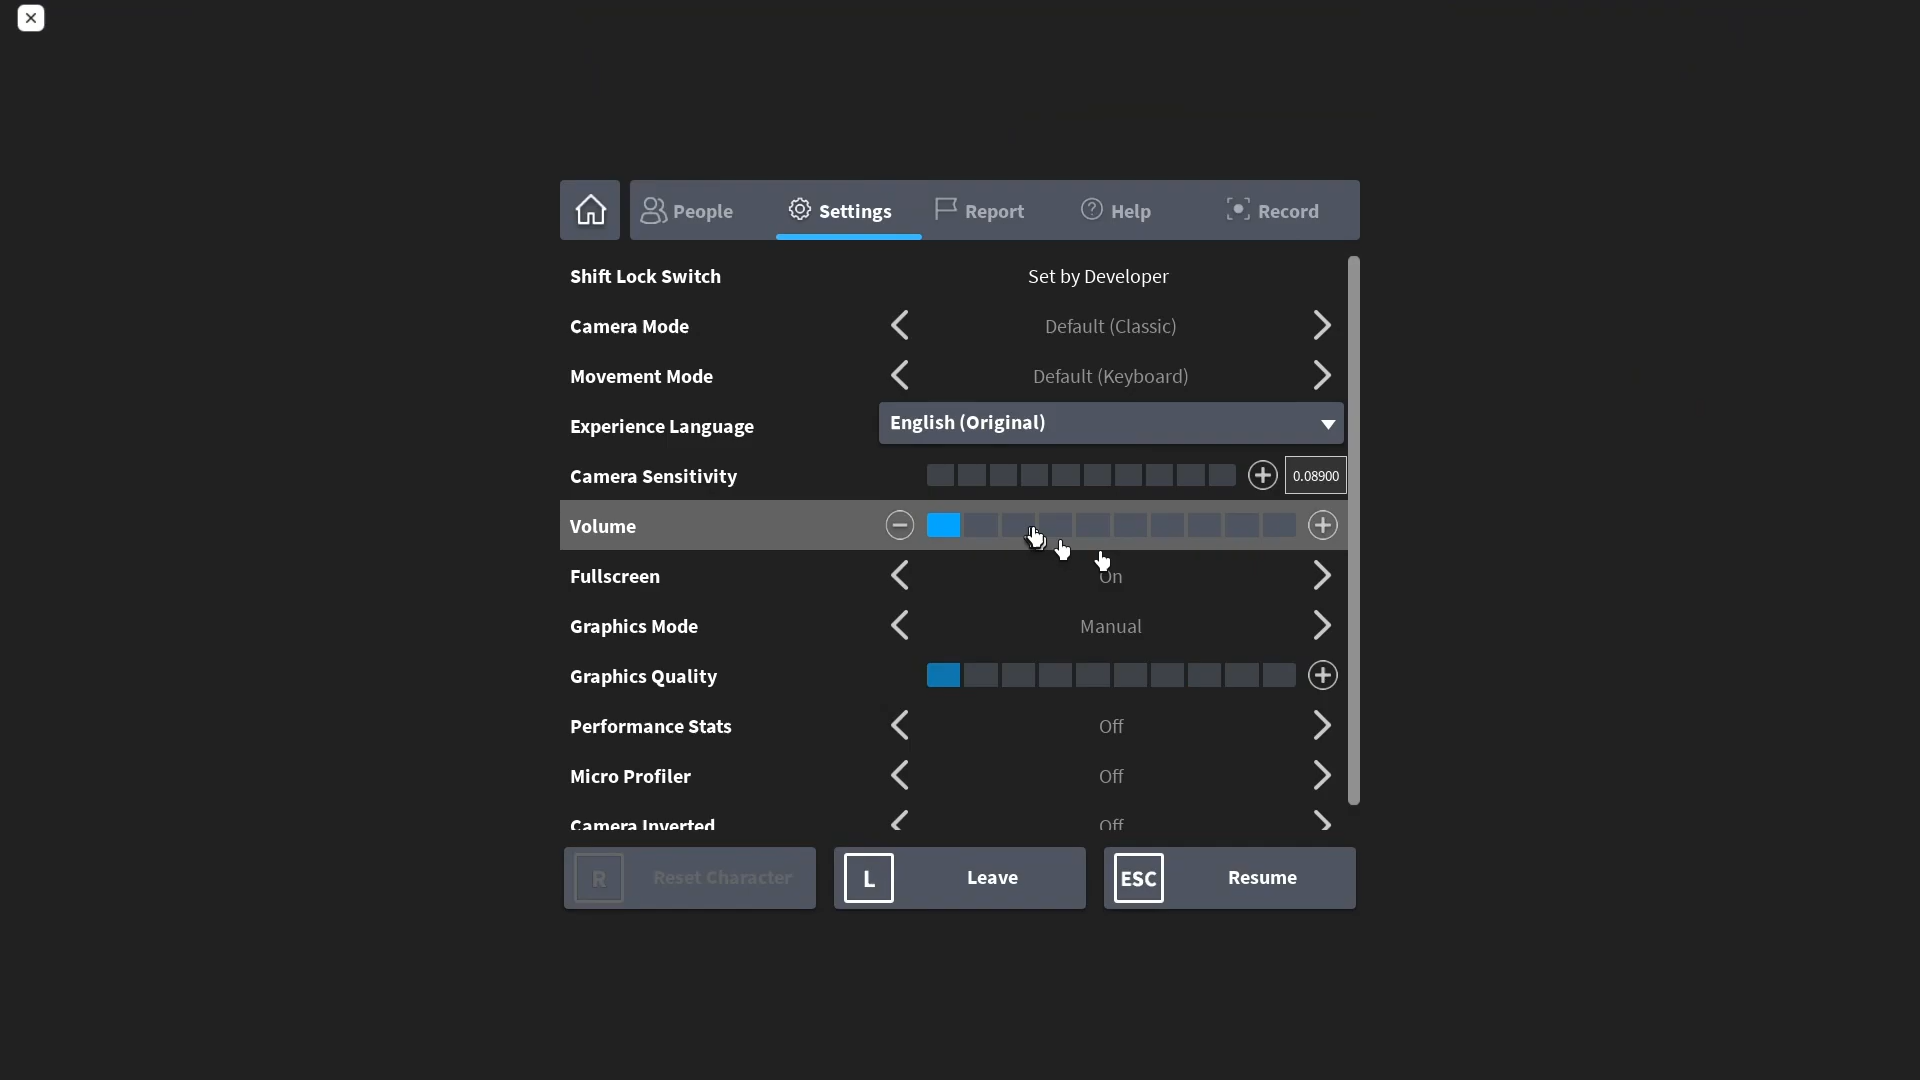 People Settings Report Help Record
Shift Lock Switch Set by Developer
Camera Mode Default (Classic)
Movement Mode Default (Keyboard)
Experience Language English (Original)
Camera Sensitivity 0.08900
Volume
Fullscreen On
Graphics Mode Manual
Graphics Quality
Performance Stats Off
Micro Profiler Off
Camera Inverted Off
R Reset Character L Leave ESC Resume